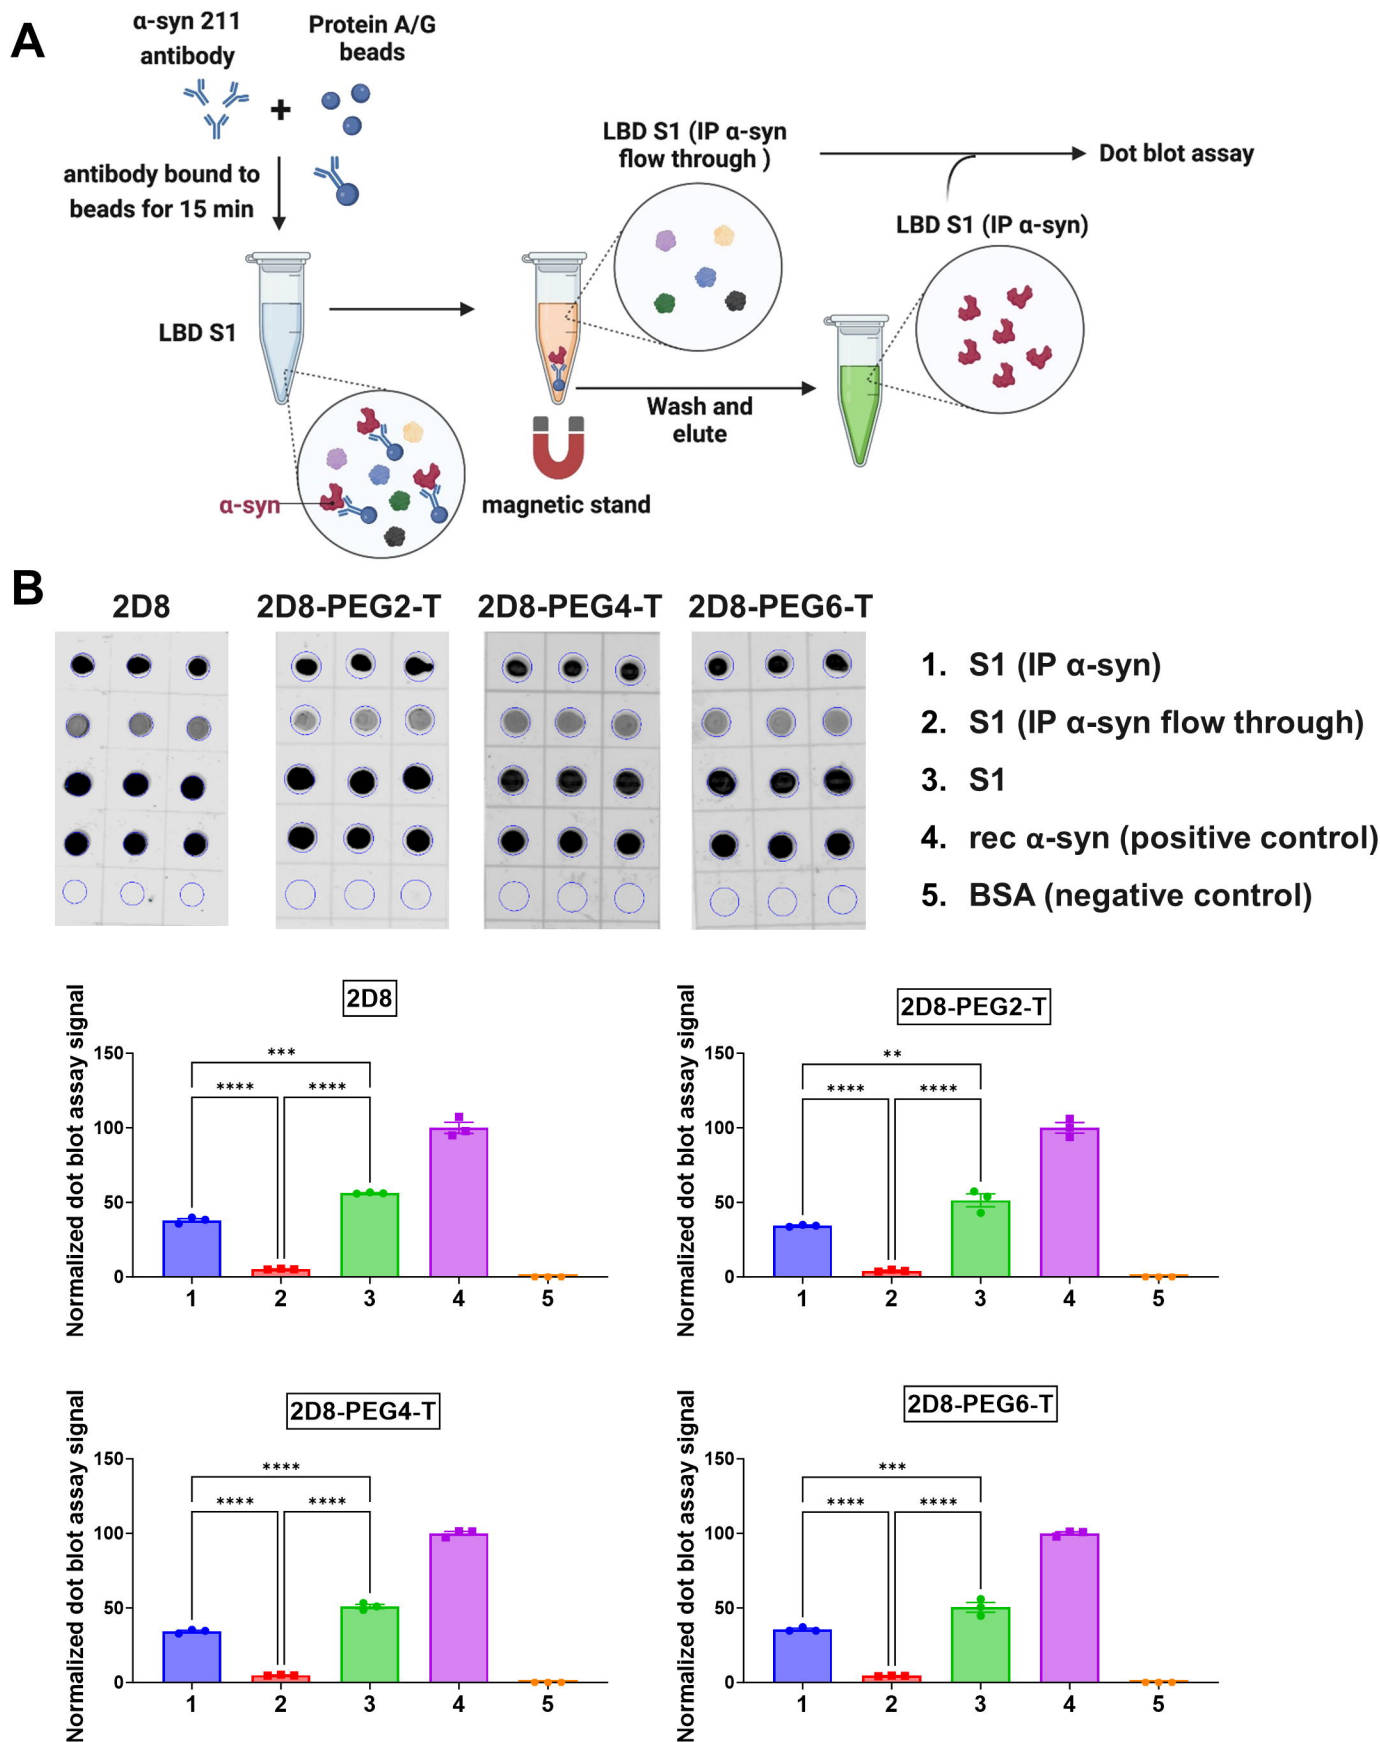 A
α-syn 211
antibody
Protein A/G
beads
+
antibody bound to
beads for 15 min
LBD S1
α-syn
LBD S1 (IP α-syn
flow through )
magnetic stand
Wash and
elute
LBD S1 (IP α-syn)
Dot blot assay
B
2D8
2D8-PEG2-T
2D8-PEG4-T
2D8-PEG6-T
1. S1 (IP α-syn)
2. S1 (IP α-syn flow through)
3. S1
4. rec α-syn (positive control)
5. BSA (negative control)
2D8
Normalized dot blot assay signal
150
100
50
0
***
**** ****
1 2 3 4 5
2D8-PEG2-T
Normalized dot blot assay signal
150
100
50
0
**
**** ****
1 2 3 4 5
2D8-PEG4-T
Normalized dot blot assay signal
150
100
50
0
****
**** ****
1 2 3 4 5
2D8-PEG6-T
Normalized dot blot assay signal
150
100
50
0
***
**** ****
1 2 3 4 5